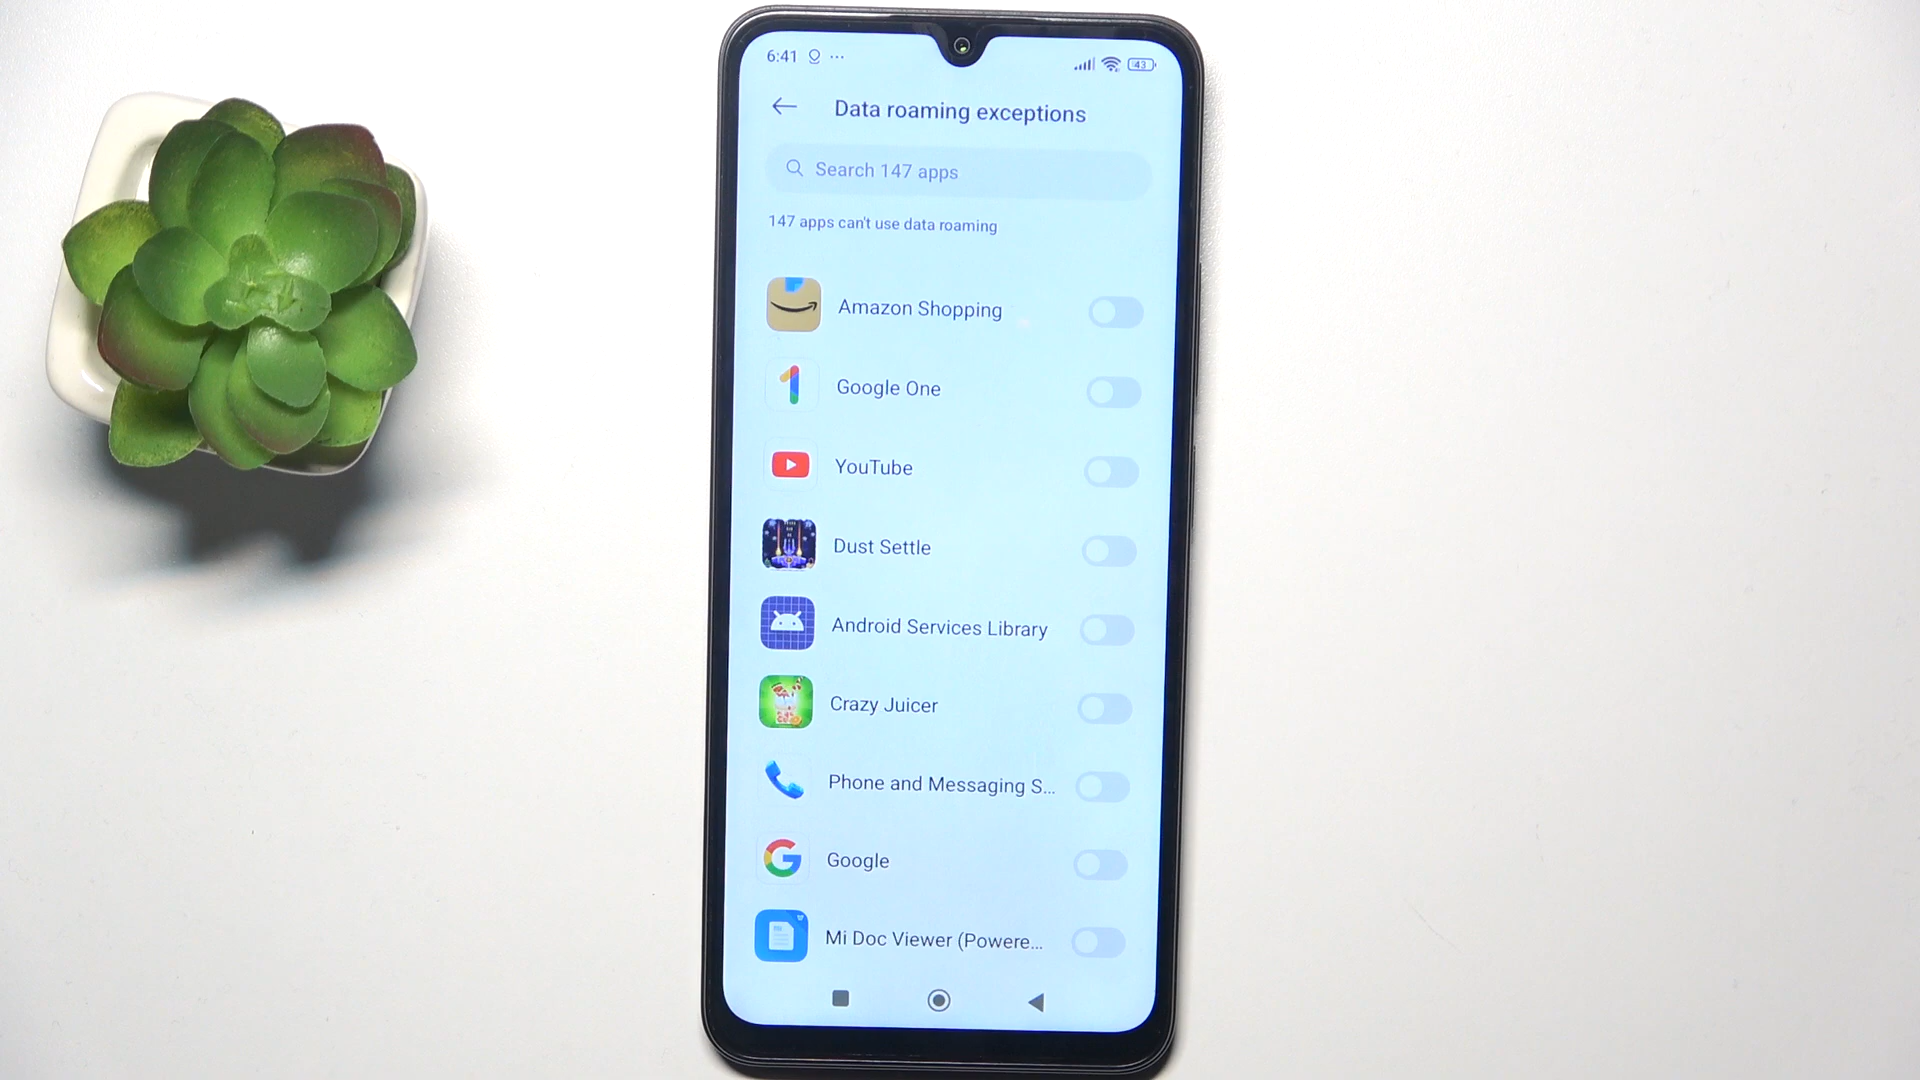 6:41
43
Data roaming exceptions
Search 147 apps
147 apps can't use data roaming
Amazon Shopping
Google One
YouTube
Dust Settle
Android Services Library
Crazy Juicer
Phone and Messaging S...
Google
Mi Doc Viewer (Powere...